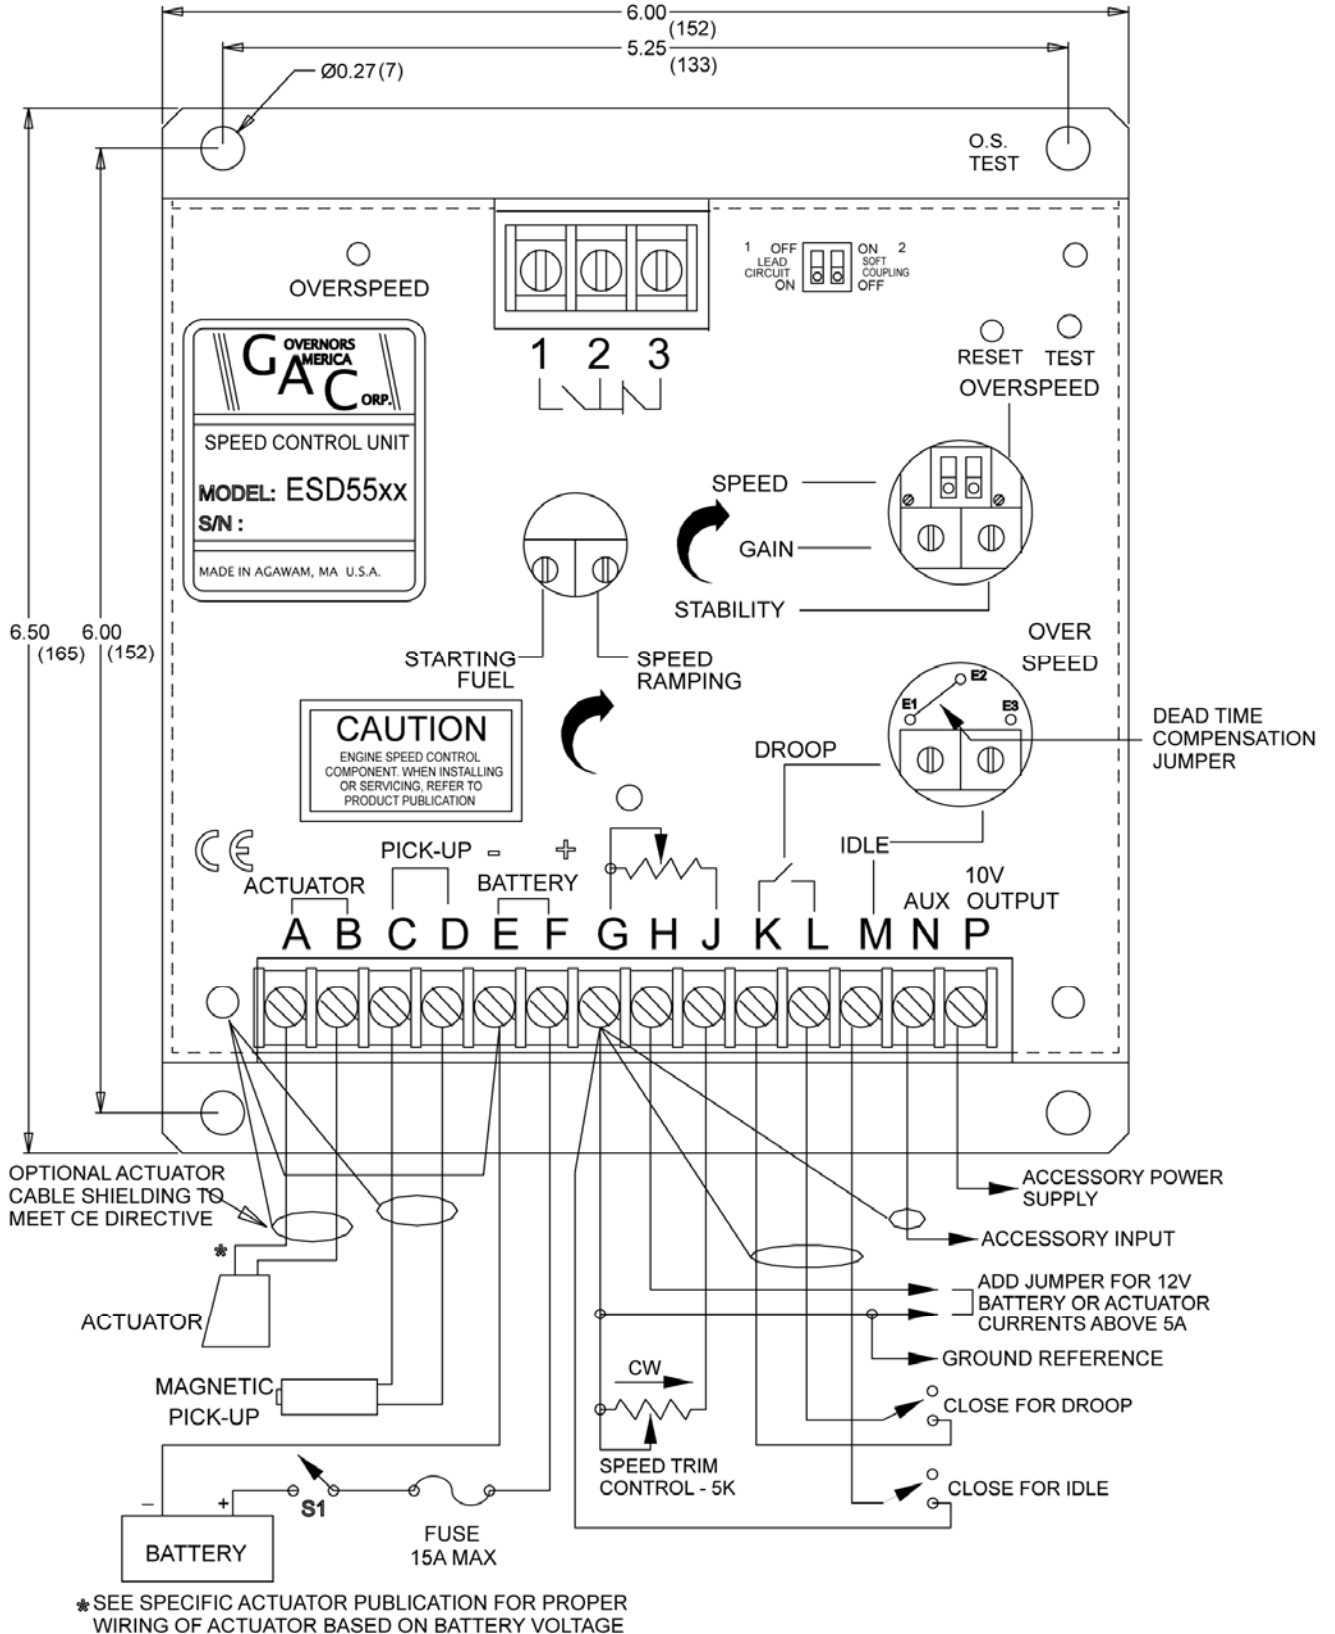 6.00
(152)
5.25
(133)
Ø0.27(7)
O.S.
TEST
OVERSPEED
1 OFF
LEAD
CIRCUIT
ON
ON 2
SOFT
COUPLING
OFF
1 2 3
RESET TEST
OVERSPEED
GOVERNORS
AMERICA
CORP.
SPEED CONTROL UNIT
MODEL: ESD55xx
S/N :
MADE IN AGAWAM, MA U.S.A.
SPEED
GAIN
STABILITY
6.50
(165)
6.00
(152)
STARTING
FUEL
SPEED
RAMPING
OVER
SPEED
E1
E2
E3
DEAD TIME
COMPENSATION
JUMPER
CAUTION
ENGINE SPEED CONTROL
COMPONENT. WHEN INSTALLING
OR SERVICING, REFER TO
PRODUCT PUBLICATION
DROOP
IDLE
CE
PICK-UP - +
ACTUATOR
BATTERY
AUX
10V
OUTPUT
A B C D E F G H J K L M N P
OPTIONAL ACTUATOR
CABLE SHIELDING TO
MEET CE DIRECTIVE
*
ACTUATOR
MAGNETIC
PICK-UP
ACCESSORY POWER
SUPPLY
ACCESSORY INPUT
ADD JUMPER FOR 12V
BATTERY OR ACTUATOR
CURRENTS ABOVE 5A
GROUND REFERENCE
CW
SPEED TRIM
CONTROL - 5K
CLOSE FOR DROOP
CLOSE FOR IDLE
- +
S1
BATTERY
FUSE
15A MAX
* SEE SPECIFIC ACTUATOR PUBLICATION FOR PROPER
WIRING OF ACTUATOR BASED ON BATTERY VOLTAGE